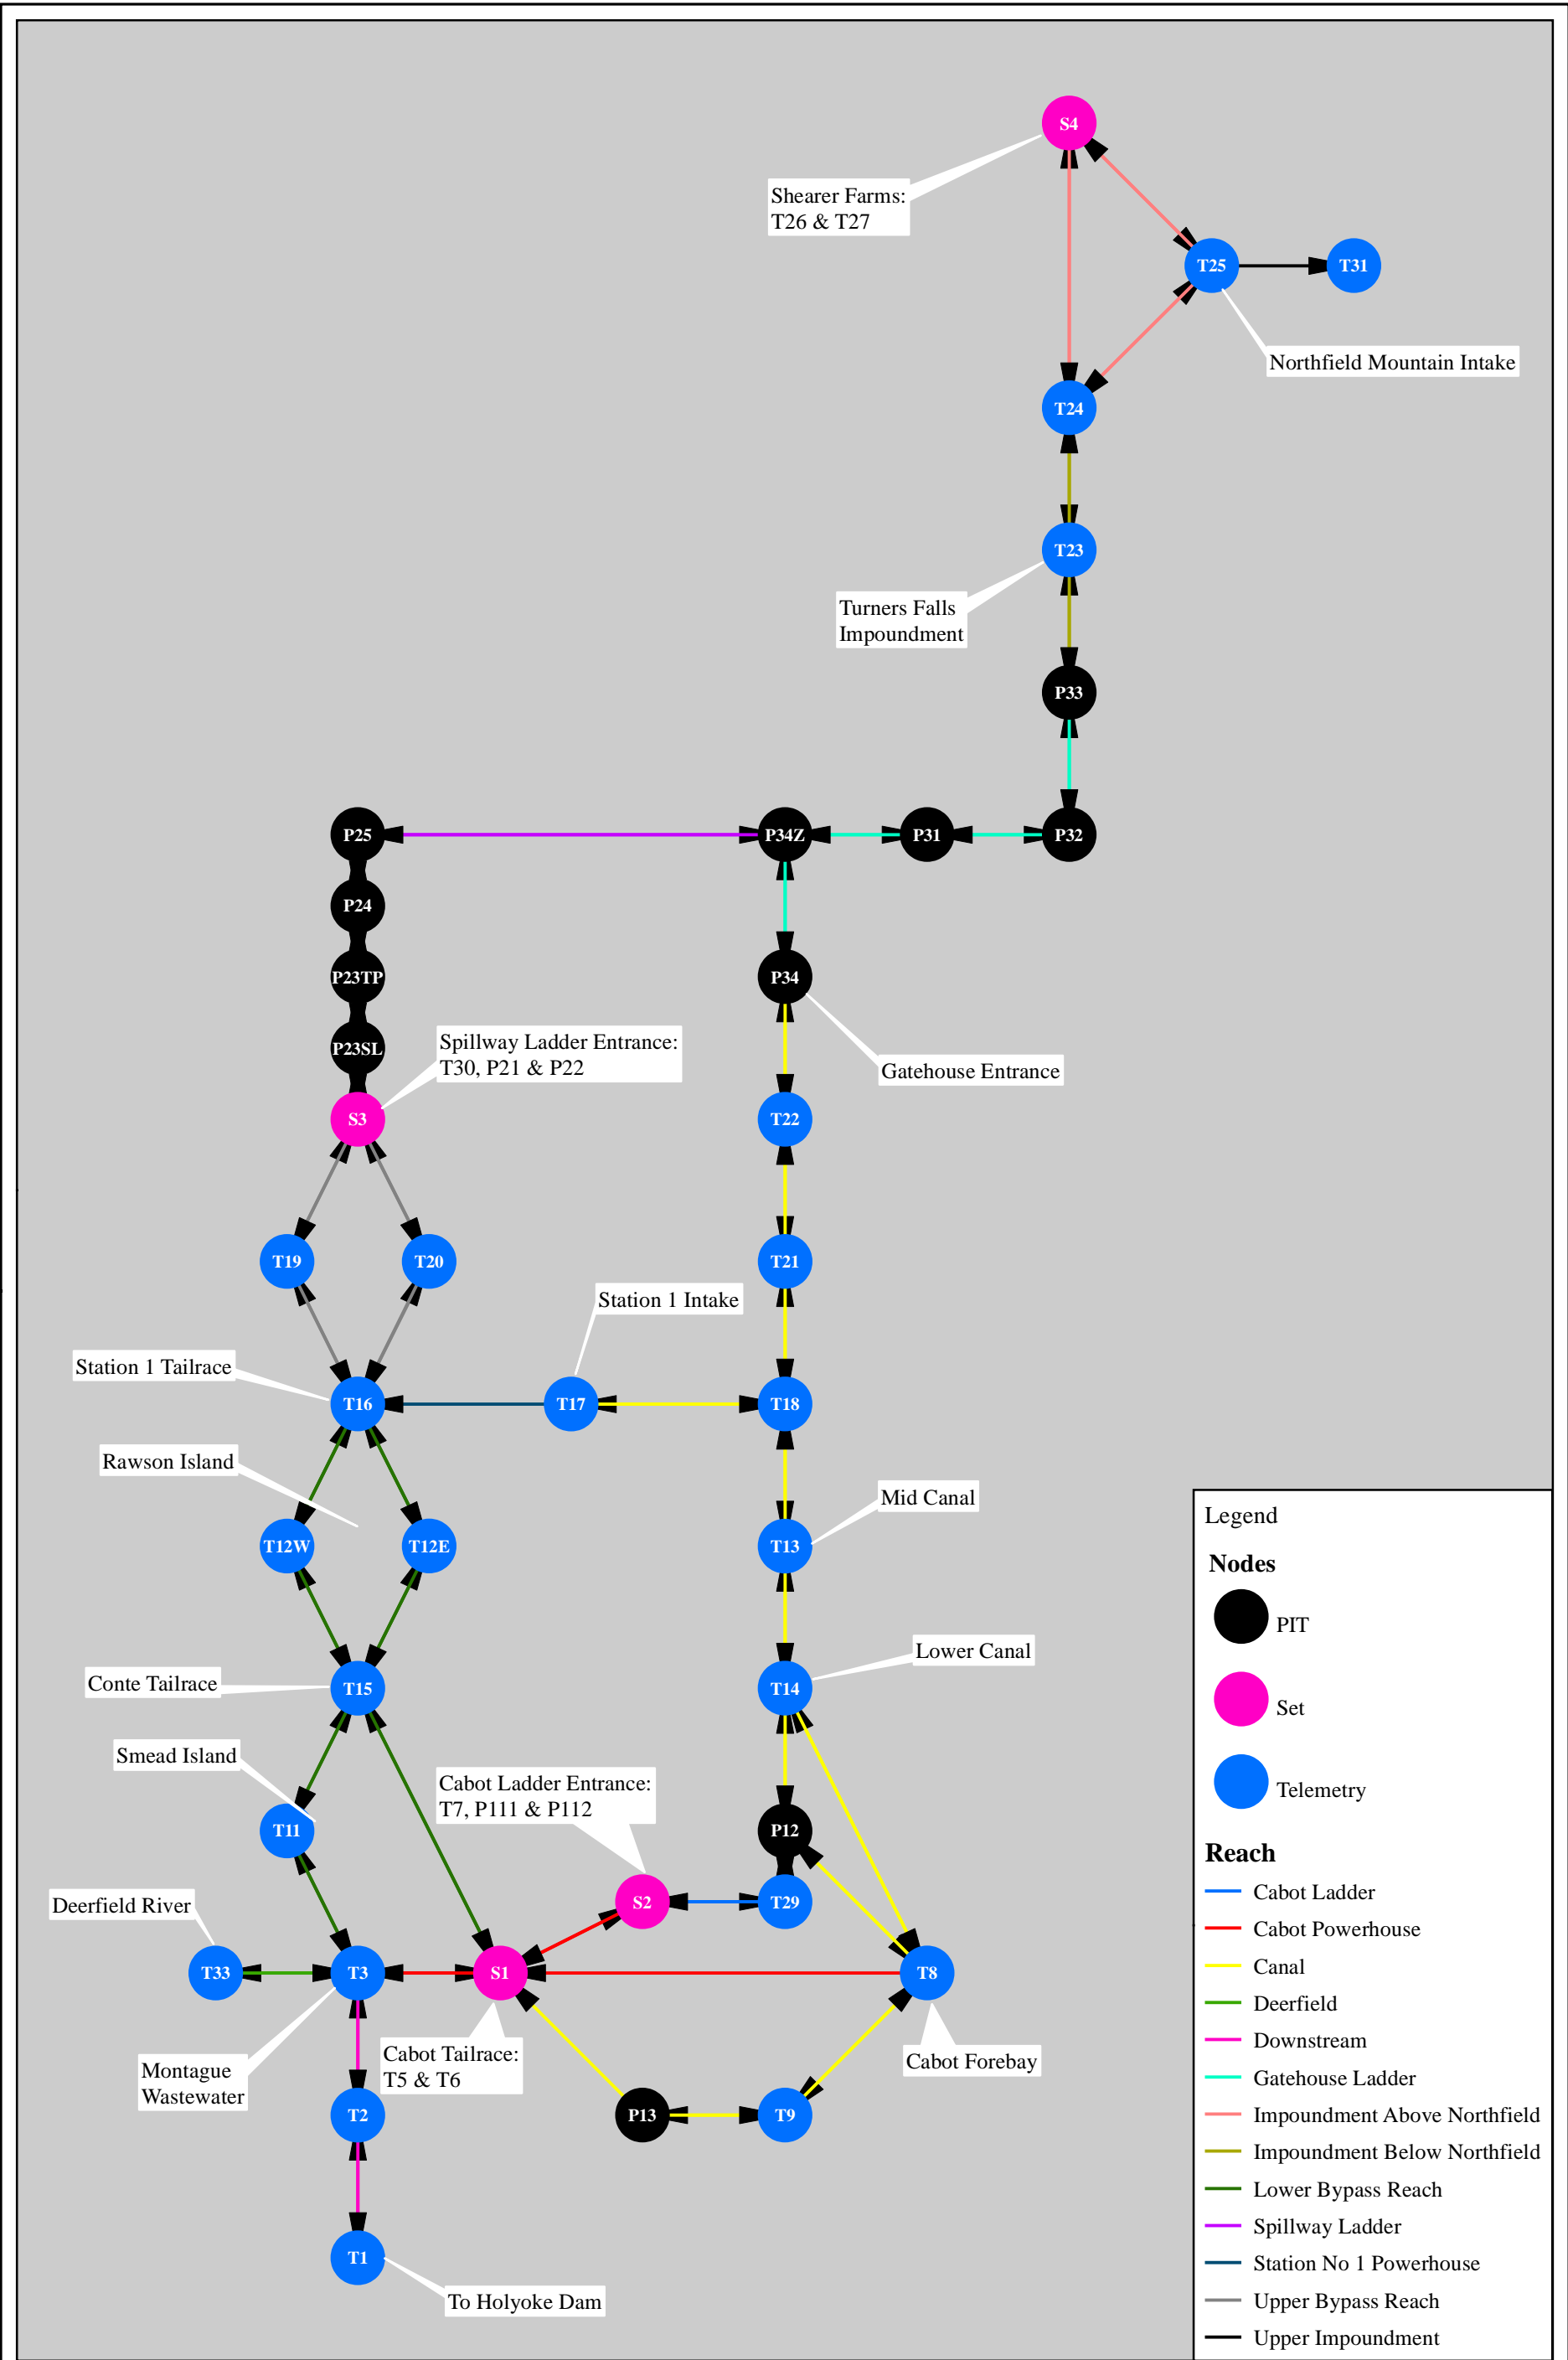 S4
Shearer Farms:
T26 & T27
T25
T31
Northfield Mountain Intake
T24
T23
Turners Falls
Impoundment
P33
P25
P34Z
P31
P32
P24
P23TP
P34
P23SL
Spillway Ladder Entrance:
T30, P21 & P22
Gatehouse Entrance
S3
T22
T19
T20
T21
Station 1 Intake
Station 1 Tailrace
T16
T17
T18
Rawson Island
Mid Canal
T12W
T12E
T13
Lower Canal
Conte Tailrace
T15
T14
Smead Island
Cabot Ladder Entrance:
T7, P111 & P112
T11
P12
Deerfield River
S2
T29
T33
T3
S1
T8
Montague
Wastewater
Cabot Tailrace:
T5 & T6
Cabot Forebay
T2
P13
T9
T1
To Holyoke Dam
Legend
Nodes
PIT
Set
Telemetry
Reach
Cabot Ladder
Cabot Powerhouse
Canal
Deerfield
Downstream
Gatehouse Ladder
Impoundment Above Northfield
Impoundment Below Northfield
Lower Bypass Reach
Spillway Ladder
Station No 1 Powerhouse
Upper Bypass Reach
Upper Impoundment